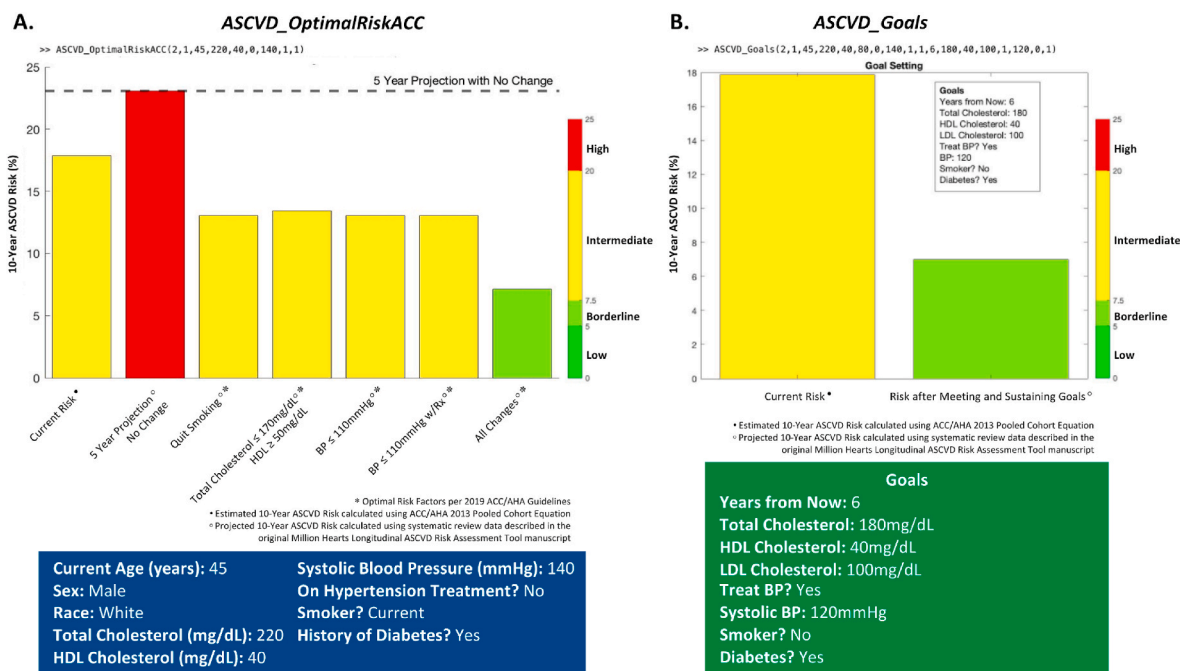 A.
ASCVD_OptimalRiskACC
>> ASCVD_OptimalRiskACC(2,1,45,220,40,0,140,1,1)
25
20
15
10
5
0
10-Year ASCVD Risk (%)
5 Year Projection with No Change
Current Risk •
5 Year Projection ○
No Change
Quit Smoking ○*
Total Cholesterol ≤ 170mg/dL ○*
HDL ≥ 50mg/dL
BP ≤ 110mmHg ○*
BP ≤ 110mmHg w/Rx ○*
All Changes ○*
25
High
20
Intermediate
7.5
Borderline
5
Low
0
* Optimal Risk Factors per 2019 ACC/AHA Guidelines
• Estimated 10-Year ASCVD Risk calculated using ACC/AHA 2013 Pooled Cohort Equation
○ Projected 10-Year ASCVD Risk calculated using systematic review data described in the
original Million Hearts Longitudinal ASCVD Risk Assessment Tool manuscript
Current Age (years): 45
Sex: Male
Race: White
Total Cholesterol (mg/dL): 220
HDL Cholesterol (mg/dL): 40
Systolic Blood Pressure (mmHg): 140
On Hypertension Treatment? No
Smoker? Current
History of Diabetes? Yes
B.
ASCVD_Goals
>> ASCVD_Goals(2,1,45,220,40,80,0,140,1,1,6,180,40,100,1,120,0,1)
Goal Setting
18
16
14
12
10
8
6
4
2
0
10-Year ASCVD Risk (%)
Goals
Years from Now: 6
Total Cholesterol: 180
HDL Cholesterol: 40
LDL Cholesterol: 100
Treat BP? Yes
BP: 120
Smoker? No
Diabetes? Yes
Current Risk •
Risk after Meeting and Sustaining Goals ○
25
High
20
Intermediate
7.5
Borderline
5
Low
0
• Estimated 10-Year ASCVD Risk calculated using ACC/AHA 2013 Pooled Cohort Equation
○ Projected 10-Year ASCVD Risk calculated using systematic review data described in the
original Million Hearts Longitudinal ASCVD Risk Assessment Tool manuscript
Goals
Years from Now: 6
Total Cholesterol: 180mg/dL
HDL Cholesterol: 40mg/dL
LDL Cholesterol: 100mg/dL
Treat BP? Yes
Systolic BP: 120mmHg
Smoker? No
Diabetes? Yes